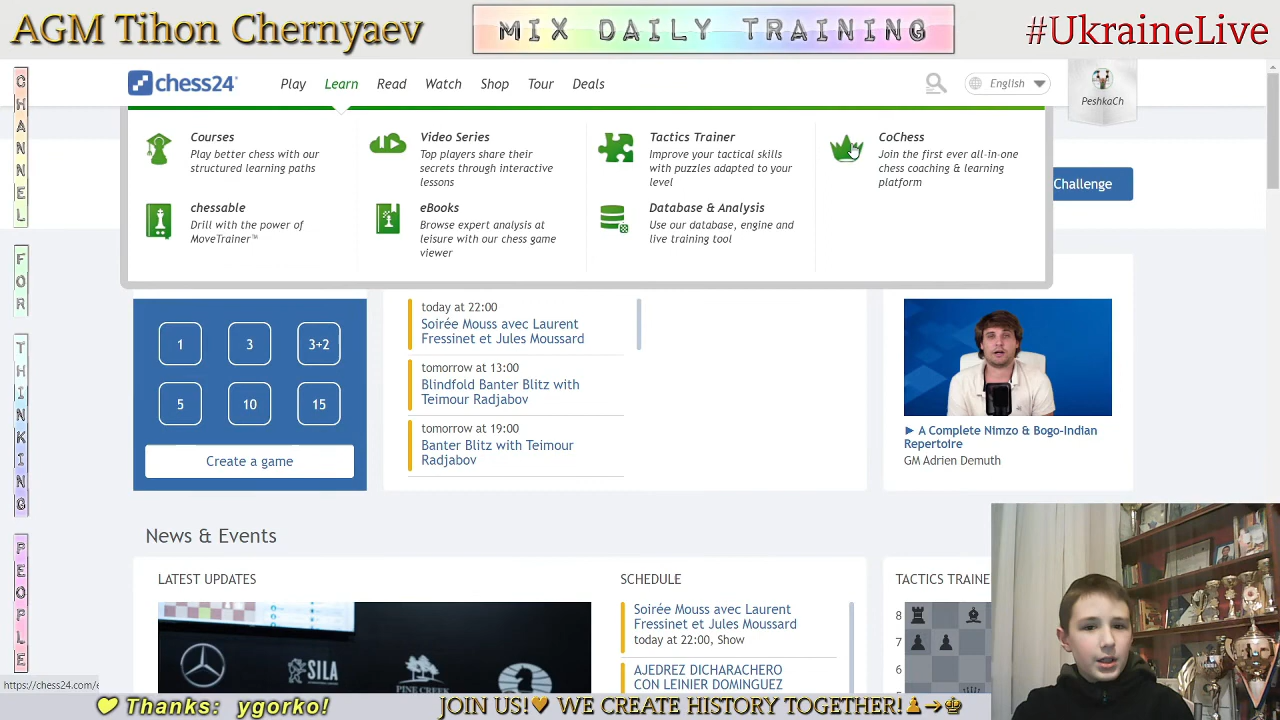 AGM Tihon Chernyaev
MIX DAILY TRAINING
#UkraineLive
CHANNEL
FOR
THINKING
PEOPLE
chess24
Play Learn Read Watch Shop Tour Deals
English
PeshkaCh
Courses
Play better chess with our
structured learning paths
Video Series
Top players share their
secrets through interactive
lessons
Tactics Trainer
Improve your tactical skills
with puzzles adapted to your
level
CoChess
Join the first ever all-in-one
chess coaching & learning
platform
Challenge
chessable
Drill with the power of
MoveTrainer™
eBooks
Browse expert analysis at
leisure with our chess game
viewer
Database & Analysis
Use our database, engine and
live training tool
1 3 3+2
5 10 15
Create a game
today at 22:00
Soirée Mouss avec Laurent
Fressinet et Jules Moussard
tomorrow at 13:00
Blindfold Banter Blitz with
Teimour Radjabov
tomorrow at 19:00
Banter Blitz with Teimour
Radjabov
A Complete Nimzo & Bogo-Indian
Repertoire
GM Adrien Demuth
News & Events
LATEST UPDATES
SILA
PINE CREEK
SCHEDULE
Soirée Mouss avec Laurent
Fressinet et Jules Moussard
today at 22:00, Show
AJEDREZ DICHARACHERO
CON LEINIER DOMINGUEZ
TACTICS TRAINE
8
7
6
https://chess24.com/e
Thanks: ygorko!
JOIN US! WE CREATE HISTORY TOGETHER!